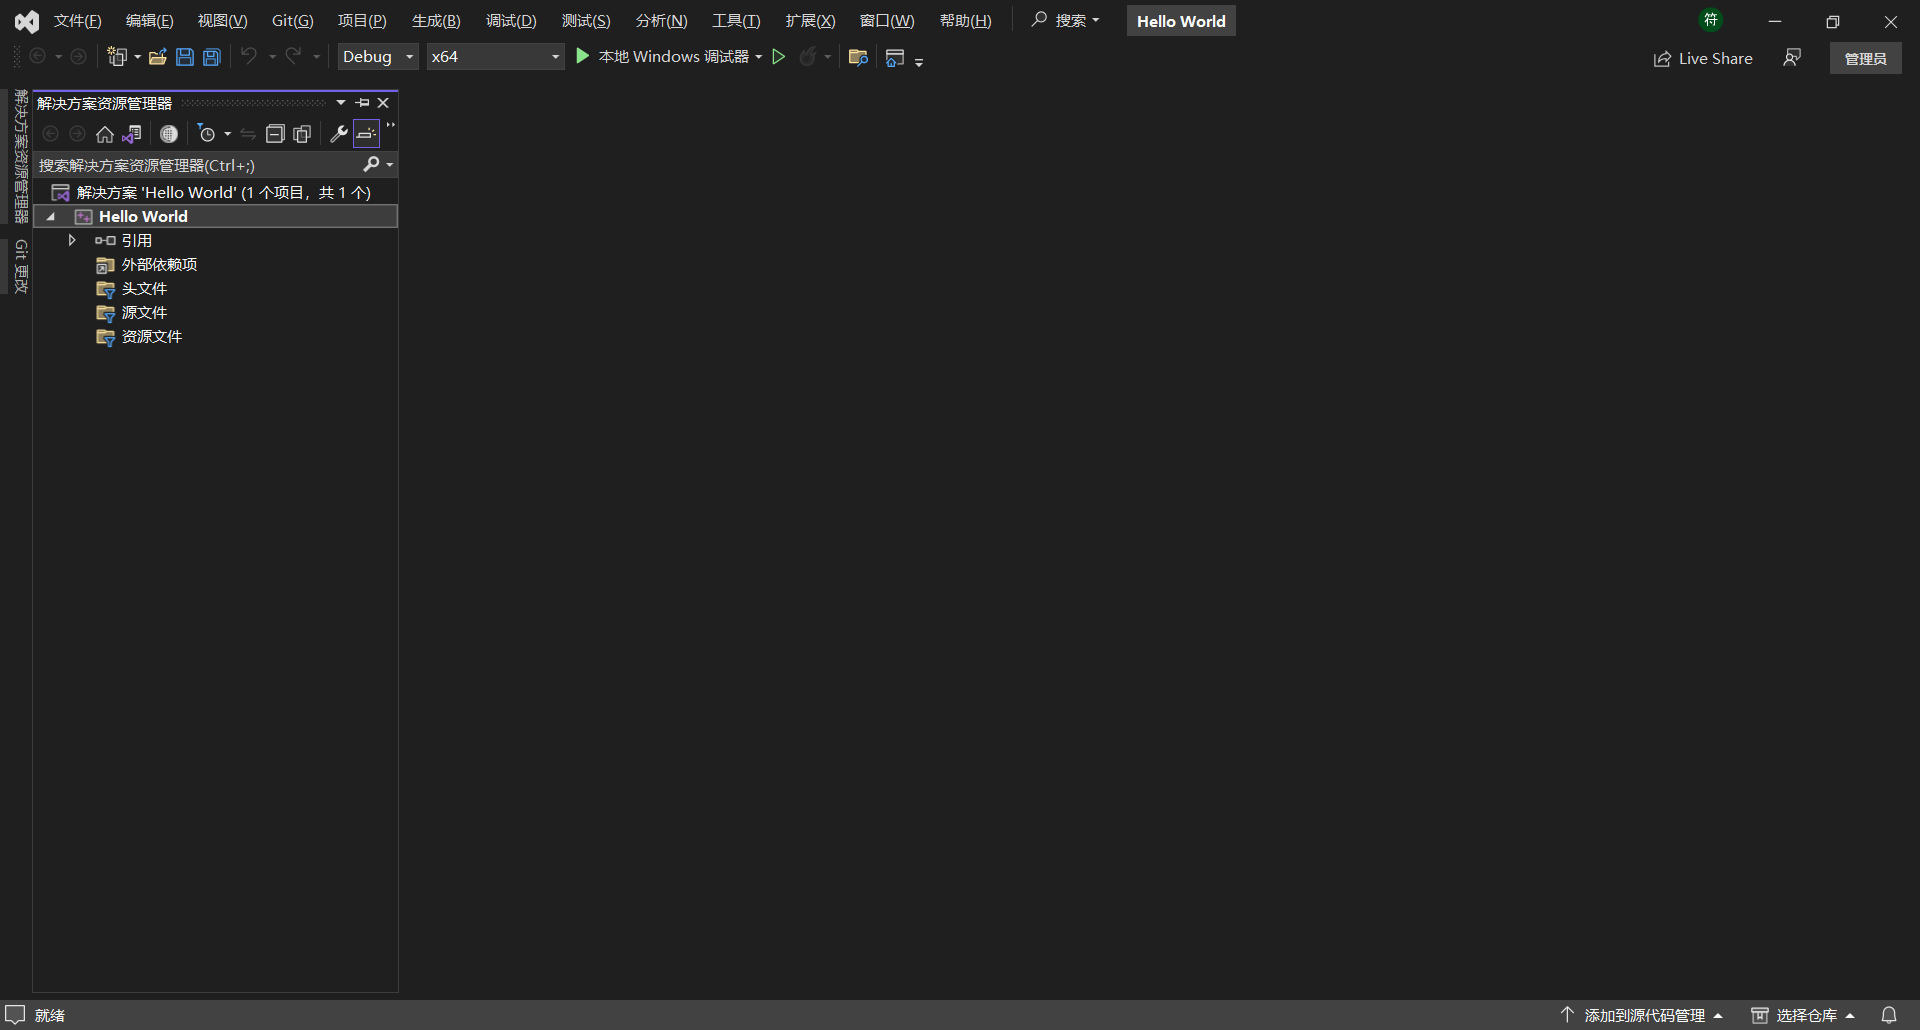 文件(F) 编辑(E) 视图(V) Git(G) 项目(P) 生成(B) 调试(D) 测试(S) 分析(N) 工具(T) 扩展(X) 窗口(W) 帮助(H) 搜索 Hello World 符
Debug x64 本地 Windows 调试器 Live Share 管理员
解决方案资源管理器
Git 更改
解决方案资源管理器
搜索解决方案资源管理器(Ctrl+;)
解决方案 'Hello World' (1 个项目，共 1 个)
Hello World
引用
外部依赖项
头文件
源文件
资源文件
就绪 添加到源代码管理 选择仓库